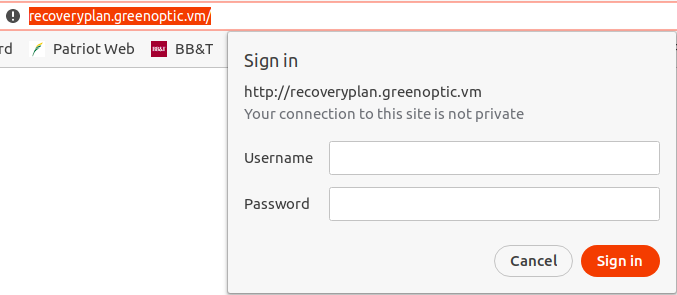 recoveryplan.greenoptic.vm/
rd Patriot Web BB&T BB&T
Sign in
http://recoveryplan.greenoptic.vm
Your connection to this site is not private
Username
Password
Cancel Sign in